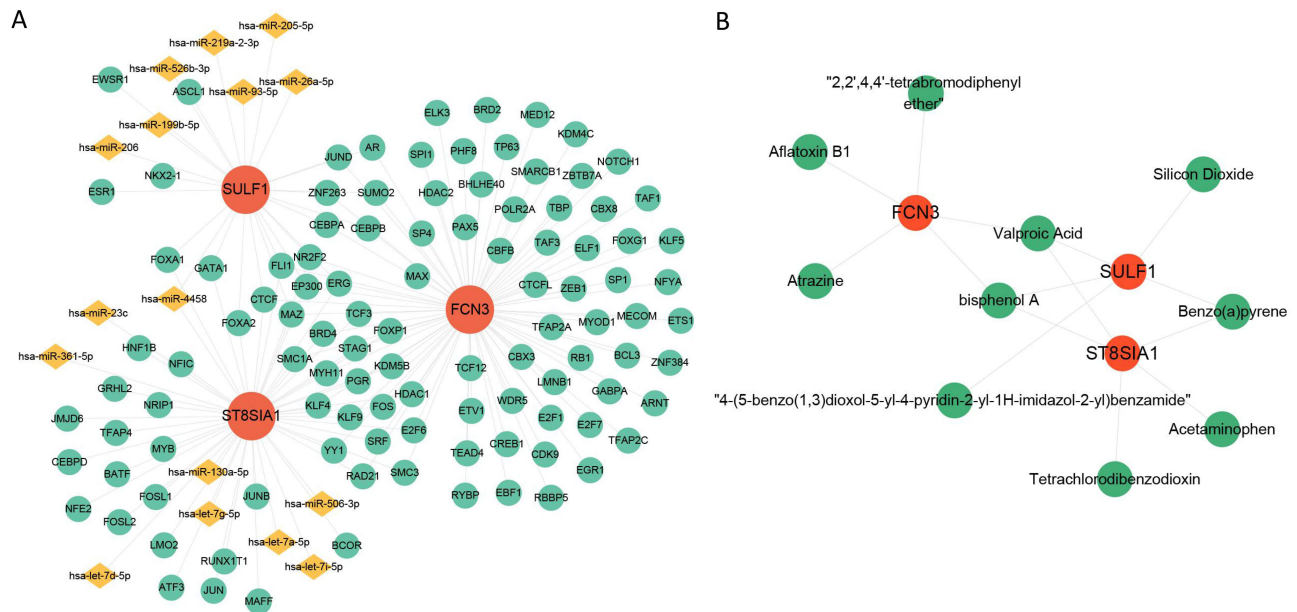 A
B
hsa-miR-205-5p
hsa-miR-219a-2-3p
hsa-miR-526b-3p
EWSR1
hsa-miR-26a-5p
ASCL1
hsa-miR-93-5p
hsa-miR-199b-5p
hsa-miR-206
NKX2-1
ESR1
SULF1
JUND
AR
ZNF263
SUMO2
CEBPA
CEBPB
SP4
MAX
ELK3
BRD2
MED12
KDM4C
SPI1
PHF8
TP63
NOTCH1
SMARCB1
ZBTB7A
HDAC2
BHLHE40
TAF1
POLR2A
TBP
CBX8
PAX5
CBFB
TAF3
ELF1
FOXG1
KLF5
CTCFL
ZEB1
SP1
NFYA
FCN3
TFAP2A
MYOD1
MECOM
ETS1
CBX3
RB1
BCL3
ZNF384
TCF12
LMNB1
GABPA
ARNT
ETV1
WDR5
E2F1
E2F7
TFAP2C
TEAD4
CREB1
CDK9
EGR1
RYBP
EBF1
RBBP5
FOXA1
GATA1
FLI1
NR2F2
EP300
ERG
hsa-miR-4458
CTCF
MAZ
TCF3
FOXA2
BRD4
FOXP1
STAG1
SMC1A
KDM5B
MYH11
PGR
HDAC1
KLF4
KLF9
FOS
E2F6
SRF
YY1
RAD21
SMC3
hsa-miR-23c
HNF1B
NFIC
hsa-miR-361-5p
GRHL2
NRIP1
JMJD6
TFAP4
ST8SIA1
MYB
CEBPD
BATF
hsa-miR-130a-5p
FOSL1
JUNB
hsa-miR-506-3p
NFE2
FOSL2
hsa-let-7g-5p
LMO2
hsa-let-7a-5p
BCOR
RUNX1T1
hsa-let-7i-5p
hsa-let-7d-5p
ATF3
JUN
MAFF
"2,2',4,4'-tetrabromodiphenyl
ether"
Aflatoxin B1
Silicon Dioxide
FCN3
Valproic Acid
SULF1
Atrazine
bisphenol A
Benzo(a)pyrene
ST8SIA1
"4-(5-benzo(1,3)dioxol-5-yl-4-pyridin-2-yl-1H-imidazol-2-yl)benzamide"
Acetaminophen
Tetrachlorodibenzodioxin